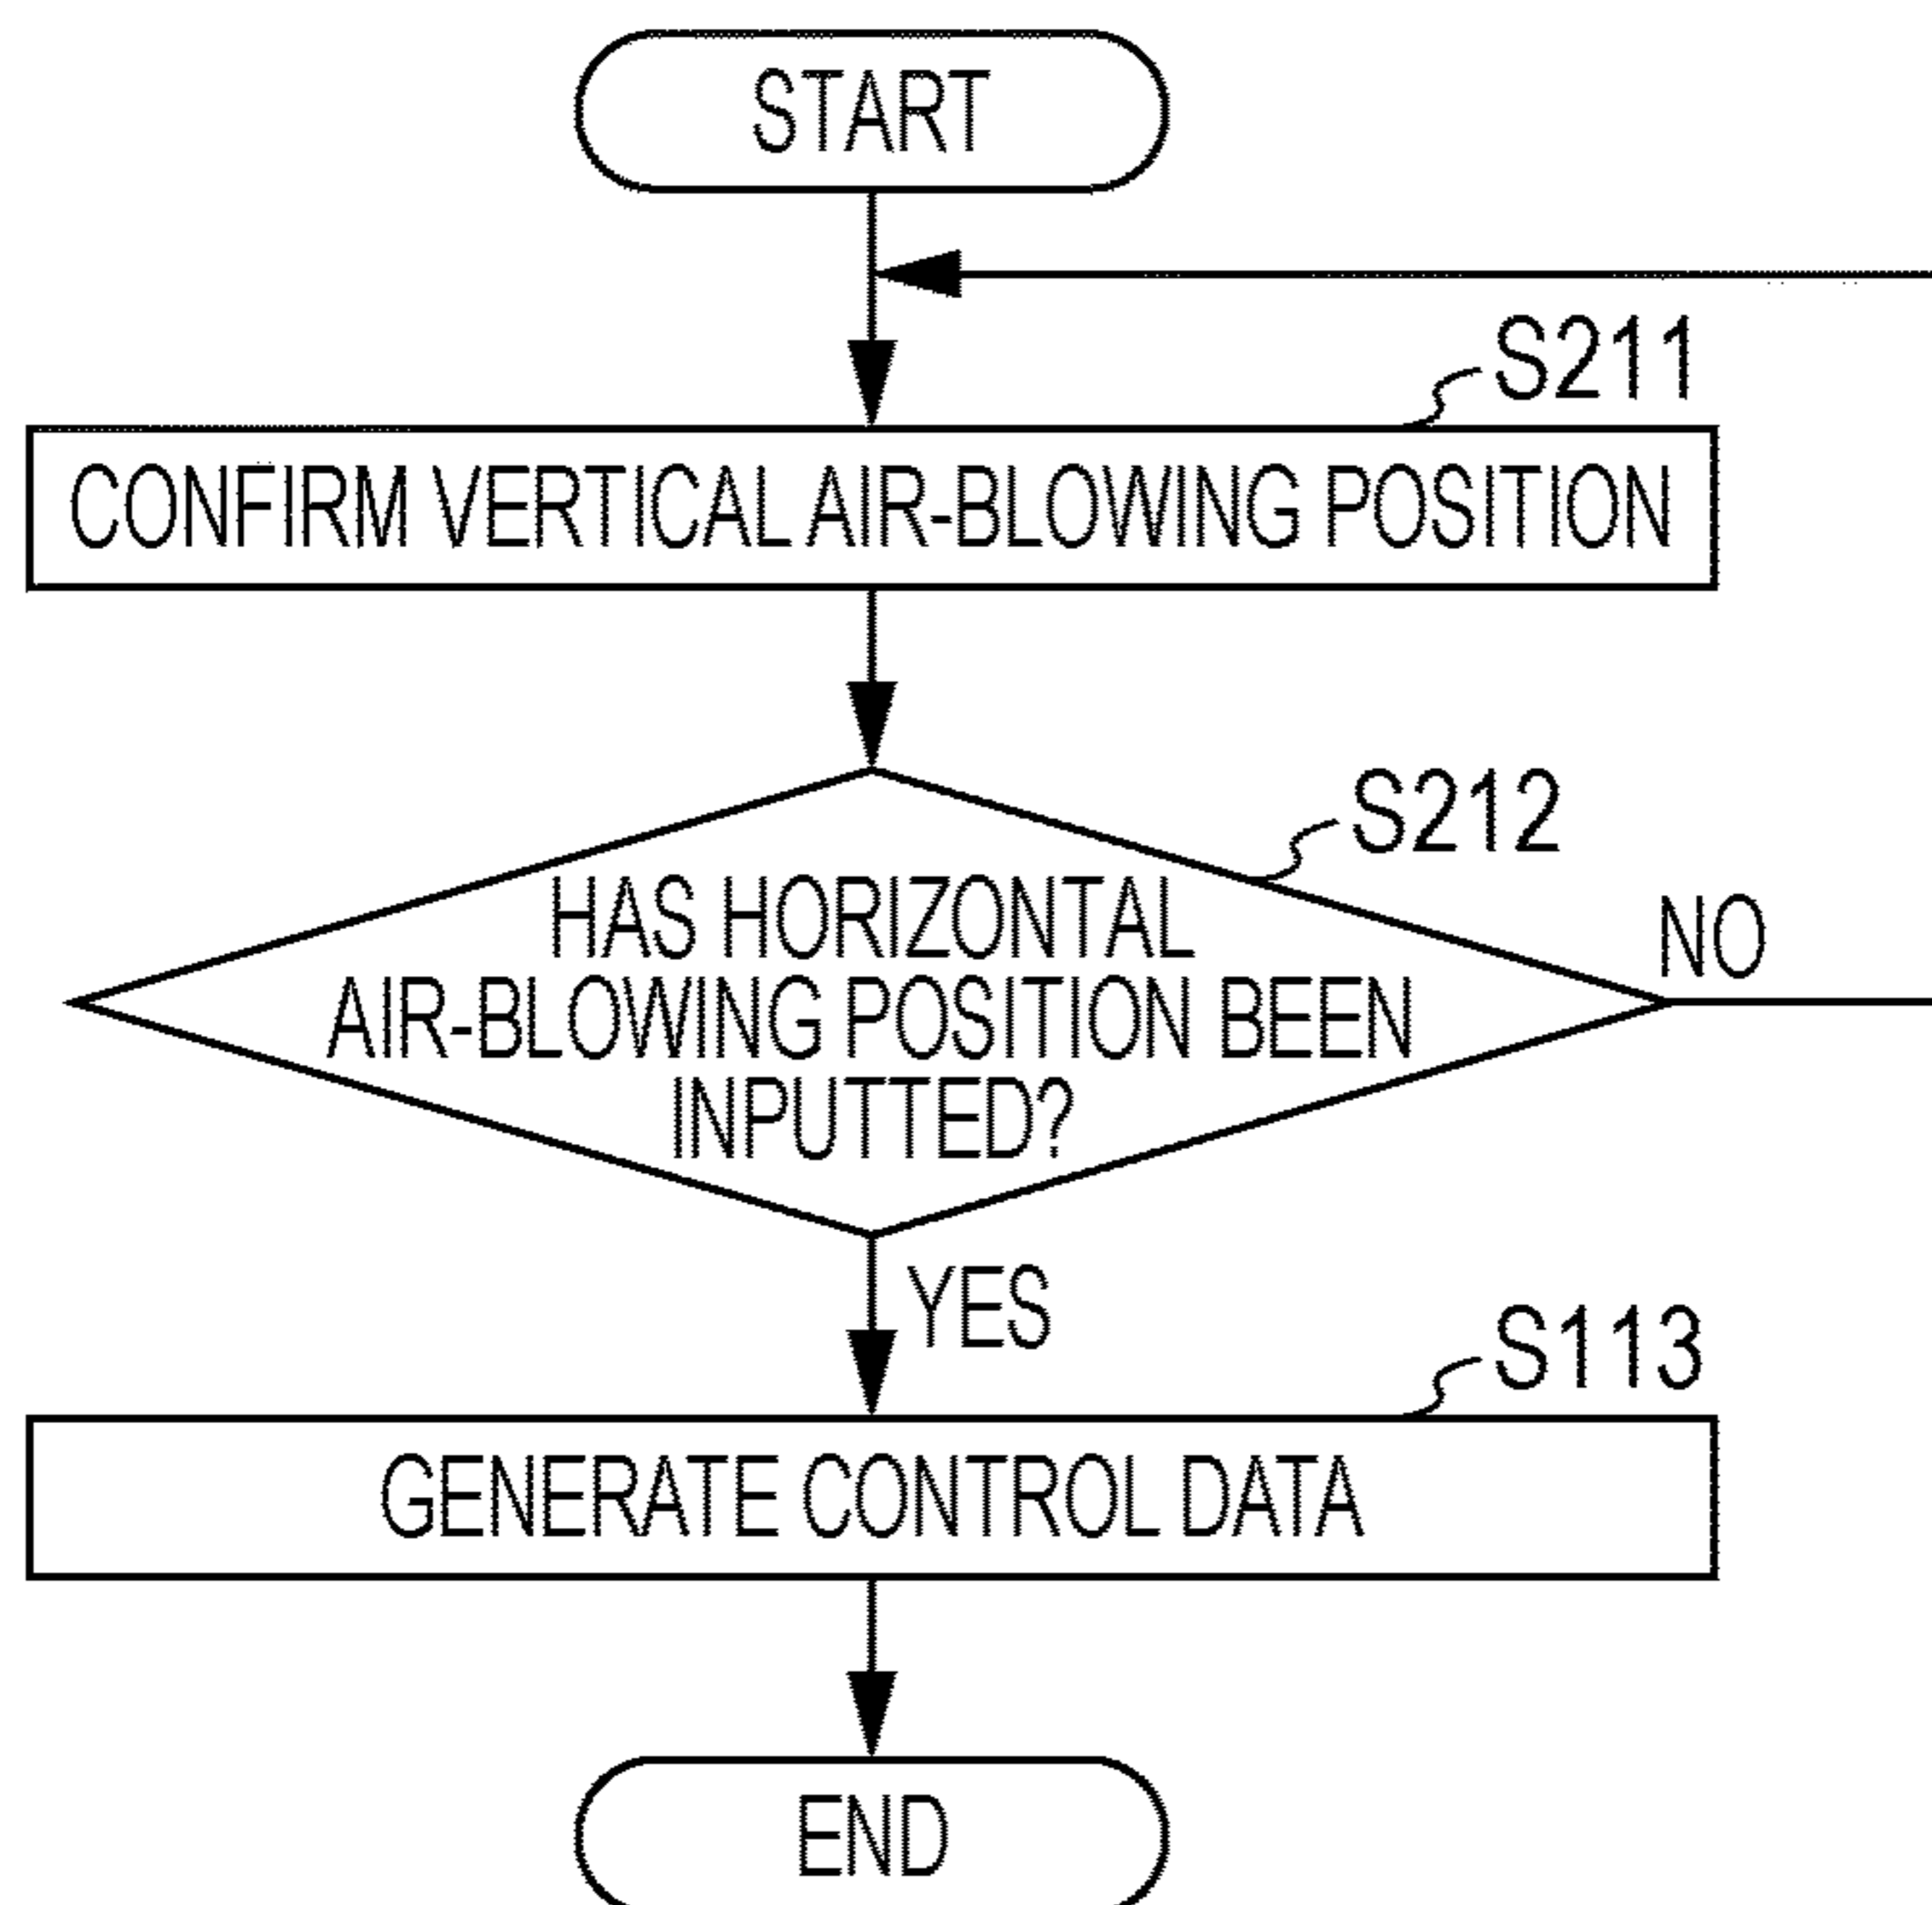 START
S211
CONFIRM VERTICAL AIR-BLOWING POSITION
S212
HAS HORIZONTAL
AIR-BLOWING POSITION BEEN
INPUTTED?
NO
YES
S113
GENERATE CONTROL DATA
END